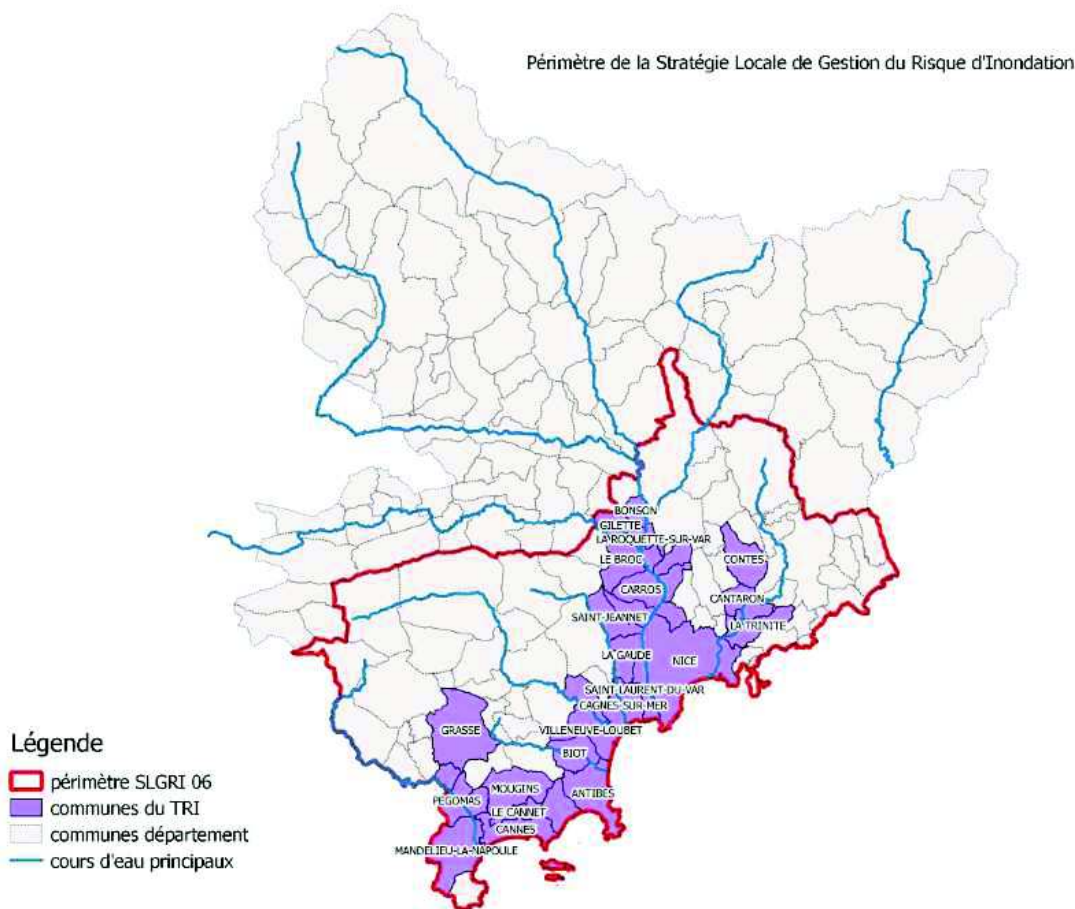 Périmètre de la Stratégie Locale de Gestion du Risque d'Inondation
BONSON
GILETTE
LA ROQUETTE-SUR-VAR
LE BROC
CONTES
CARROS
CANTARON
SAINT-JEANNET
LA TRINITE
LA GAUDE
NICE
SAINT-LAURENT-DU-VAR
CAGNES-SUR-MER
GRASSE
VILLENEUVE-LOUBET
BIOT
MOUGINS
ANTIBES
PEGOMAS
LE CANNET
CANNES
MANDELIEU-LA-NAPOULE
Légende
périmètre SLGRI 06
communes du TRI
communes département
cours d'eau principaux